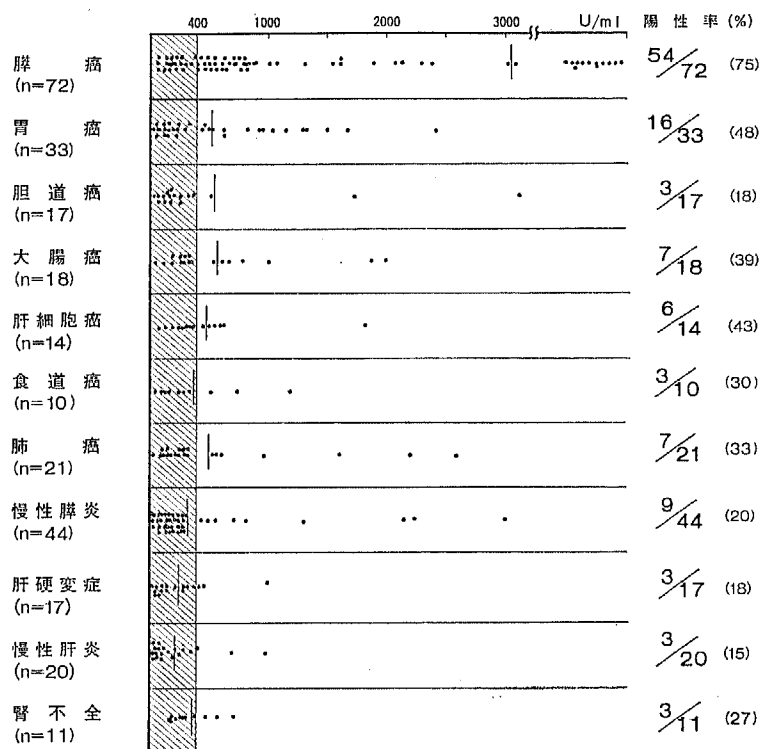 400 1000 2000 3000 U/ml 陽性率(%)
膵癌 54/72 (75)
(n=72)
胃癌 16/33 (48)
(n=33)
胆道癌 3/17 (18)
(n=17)
大腸癌 7/18 (39)
(n=18)
肝細胞癌 6/14 (43)
(n=14)
食道癌 3/10 (30)
(n=10)
肺癌 7/21 (33)
(n=21)
慢性膵炎 9/44 (20)
(n=44)
肝硬変症 3/17 (18)
(n=17)
慢性肝炎 3/20 (15)
(n=20)
腎不全 3/11 (27)
(n=11)